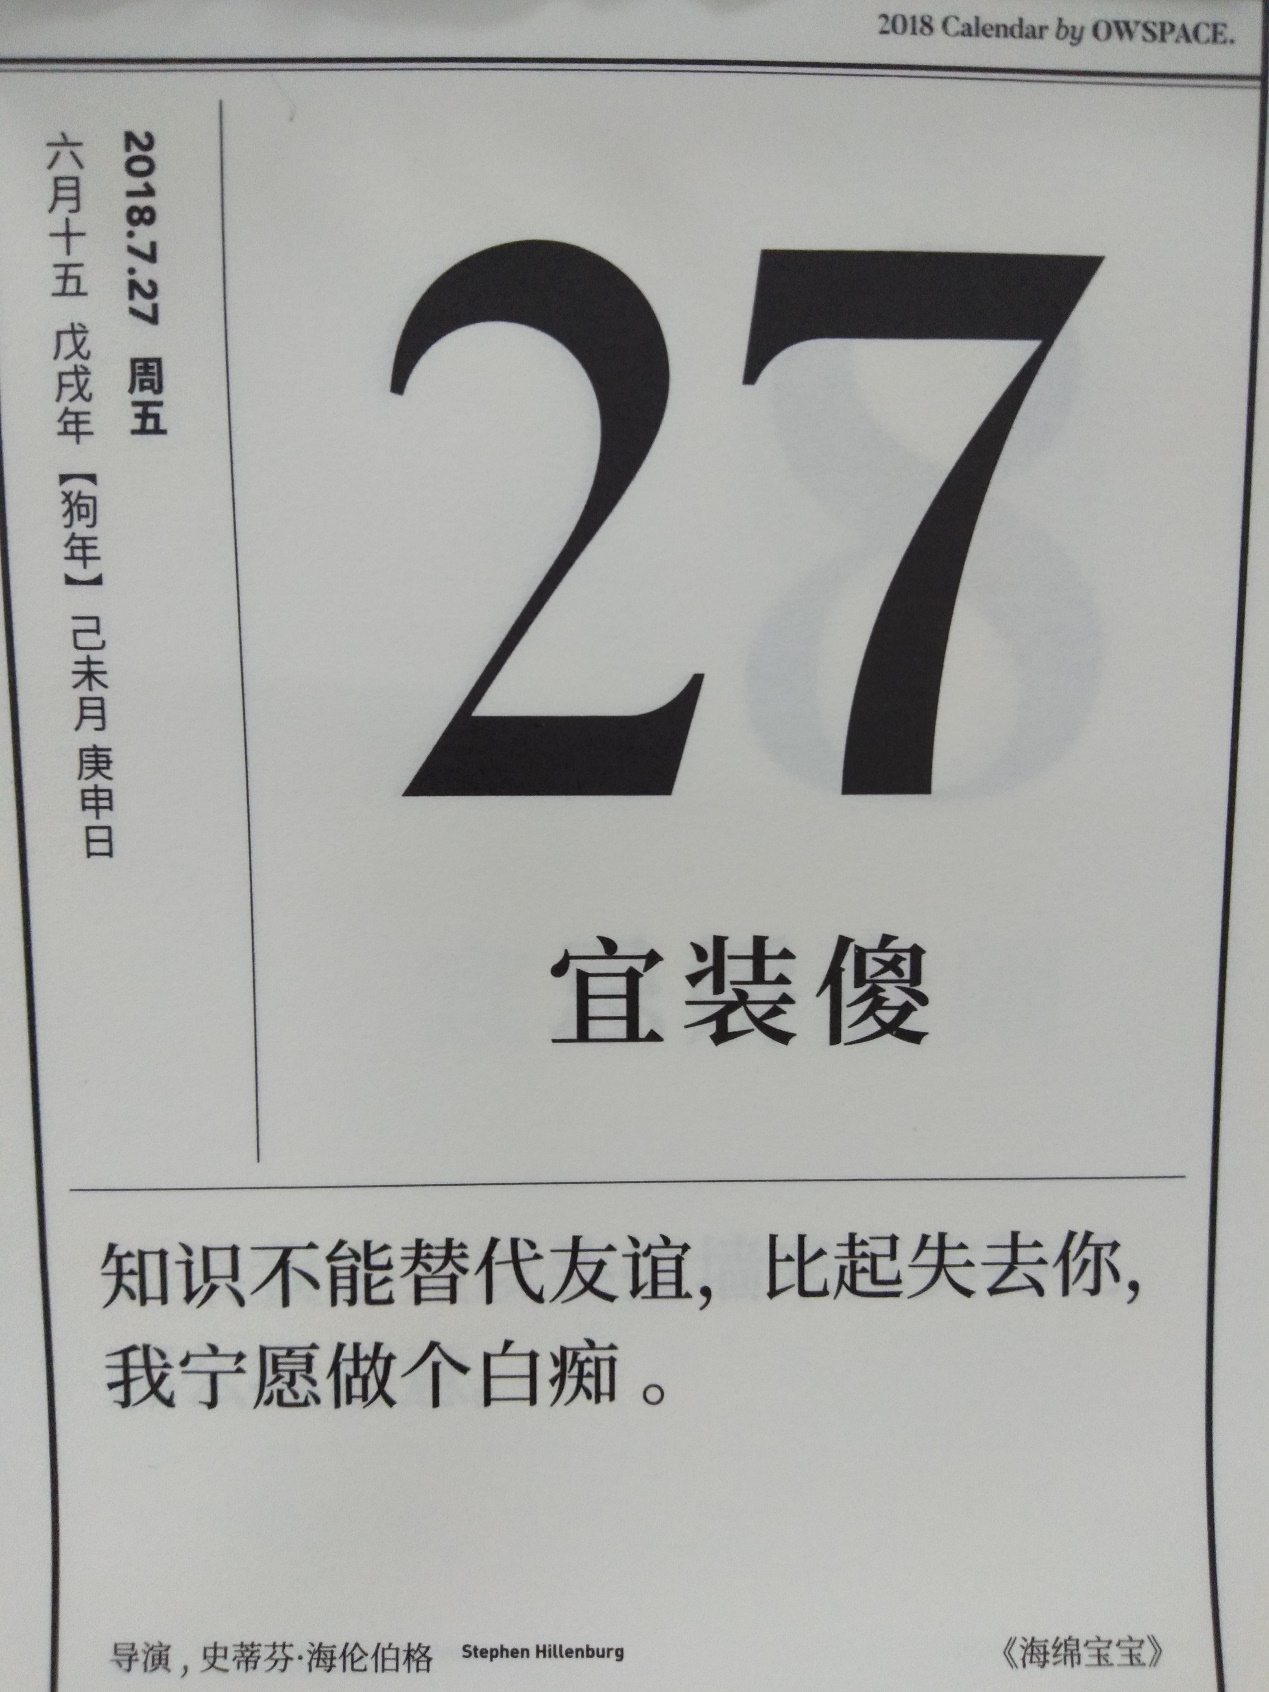 2018 Calendar by OWSPACE.
2018.7.27 周五
六月十五 戊戌年【狗年】己未月 庚申日
27
宜装傻
知识不能替代友谊，比起失去你，
我宁愿做个白痴。
导演，史蒂芬·海伦伯格 Stephen Hillenburg 《海绵宝宝》